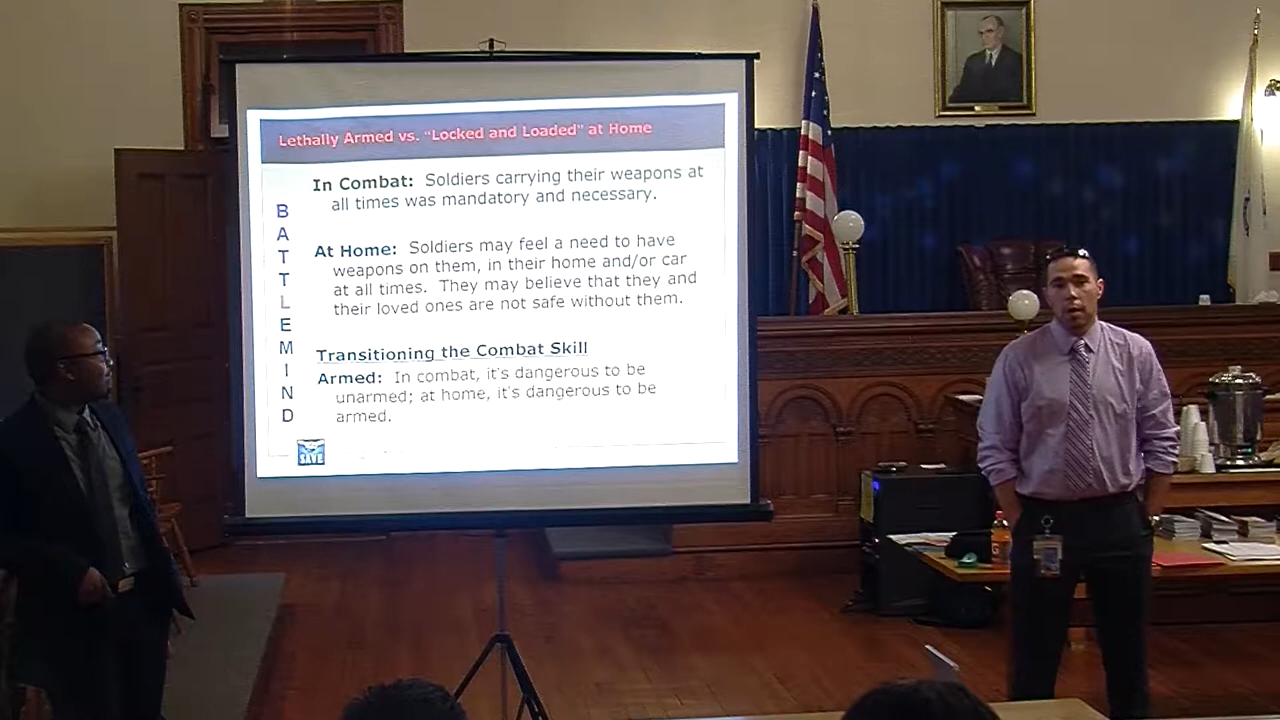 Lethally Armed vs. "Locked and Loaded" at Home
In Combat: Soldiers carrying their weapons at
all times was mandatory and necessary.
At Home: Soldiers may feel a need to have
weapons on them, in their home and/or car
at all times. They may believe that they and
their loved ones are not safe without them.
Transitioning the Combat Skill
Armed: In combat, it's dangerous to be
unarmed; at home, it's dangerous to be
armed.
BATTLEMIND
SAVE